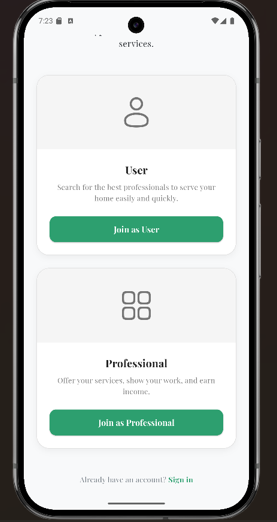 7:23
services.
User
Search for the best professionals to serve your
home easily and quickly.
Join as User
Professional
Offer your services, show your work, and earn
income.
Join as Professional
Already have an account? Sign in